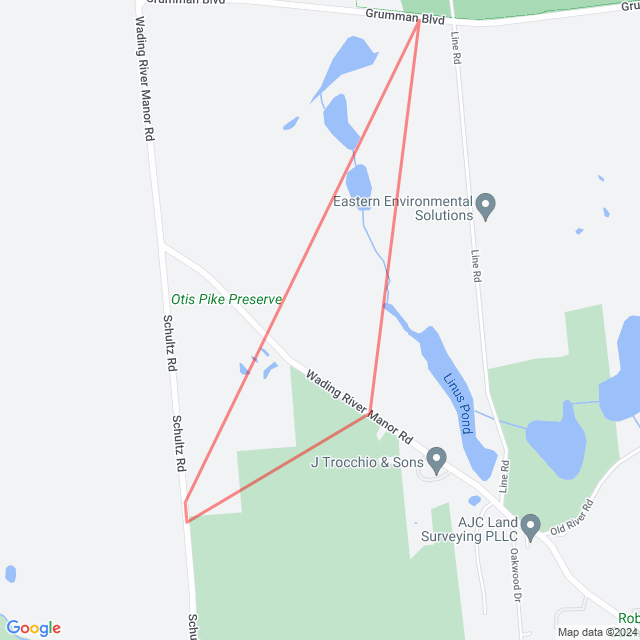 Grumman Blvd
Grumman Blvd
Gru
Line Rd
Wading River Manor Rd
Eastern Environmental
Solutions
Line Rd
Otis Pike Preserve
Schultz Rd
Wading River Manor Rd
Linus Pond
Schultz Rd
J Trocchio & Sons
Line Rd
AJC Land
Surveying PLLC
Old River Rd
Oakwood Dr
Schu
Rob
Google
Map data ©2024